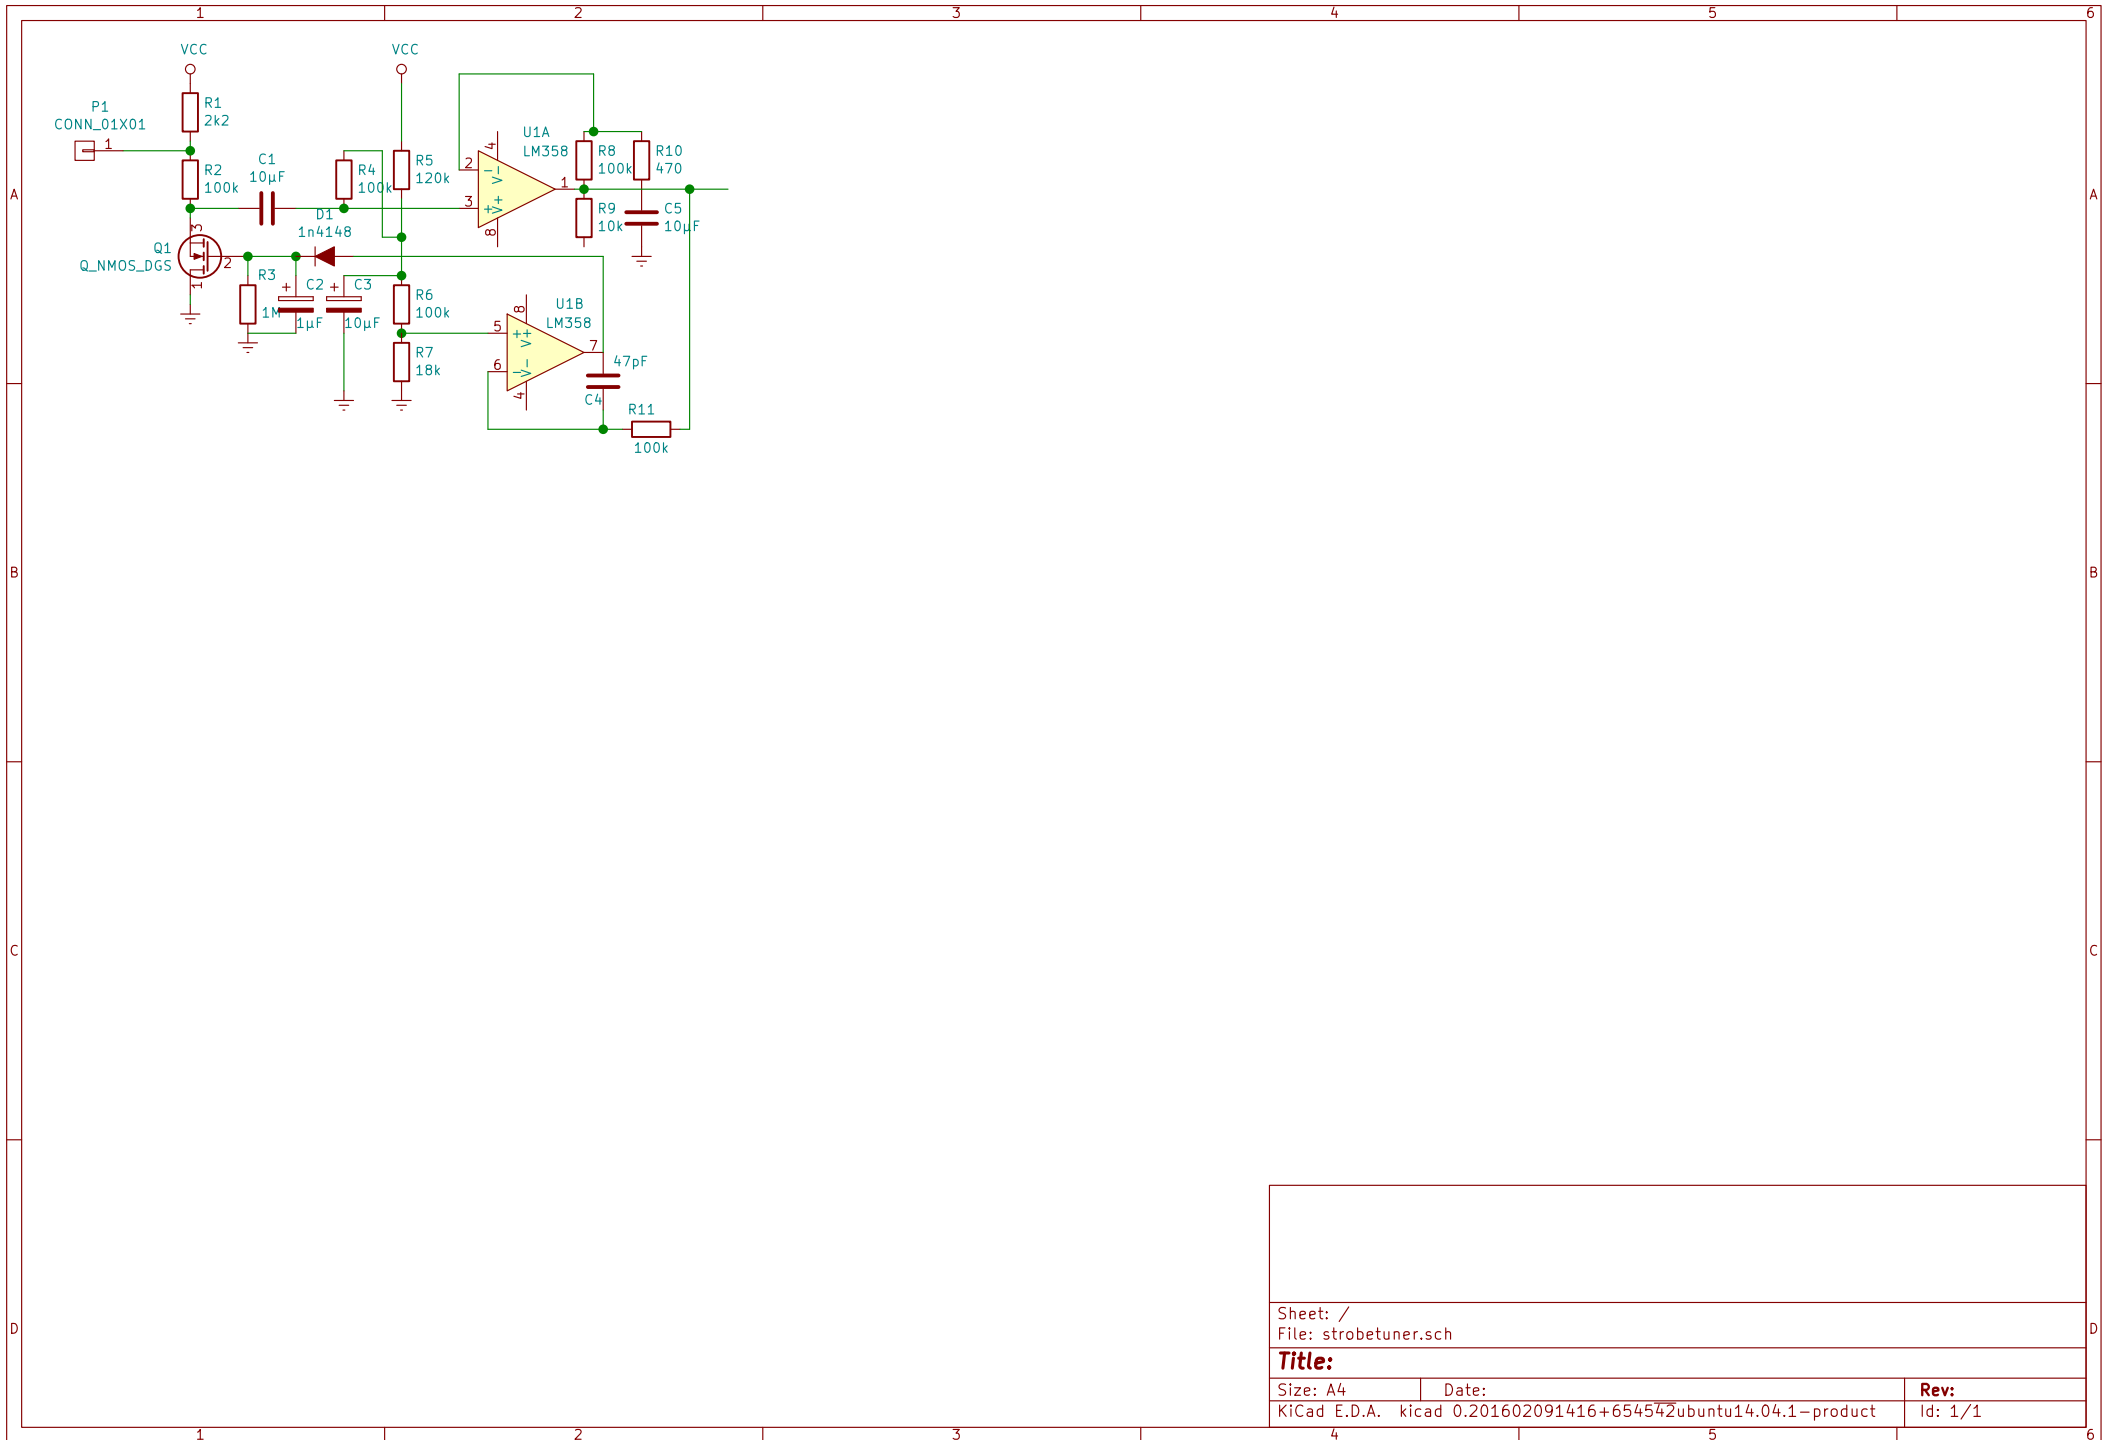 1 2 3 4 5 6
VCC
VCC
P1
CONN_01X01
1
R1
2k2
R2
100k
C1
10µF
R4
100k
R5
120k
U1A
LM358
4
2
3
8
1
-
+
V-
V+
R8
100k
R10
470
R9
10k
C5
10µF
A
A
D1
1n4148
Q1
Q_NMOS_DGS
3
2
1
R3
1M
+
C2
1µF
+
C3
10µF
R6
100k
R7
18k
U1B
LM358
8
5
6
4
7
+
-
V+
V-
47pF
C4
R11
100k
B
B
C
C
D
D
Sheet: /
File: strobetuner.sch
Title:
Size: A4
Date:
Rev:
KiCad E.D.A. kicad 0.201602091416+654542ubuntu14.04.1-product
Id: 1/1
1 2 3 4 5 6